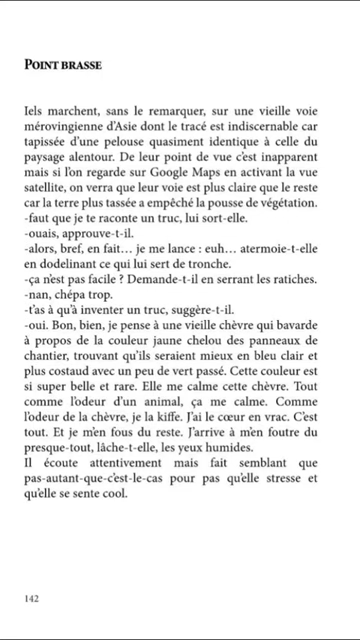 POINT BRASSE
Iels marchent, sans le remarquer, sur une vieille voie
mérovingienne d'Asie dont le tracé est indiscernable car
tapissée d'une pelouse quasiment identique à celle du
paysage alentour. De leur point de vue c'est inapparent
mais si l'on regarde sur Google Maps en activant la vue
satellite, on verra que leur voie est plus claire que le reste
car la terre plus tassée a empêché la pousse de végétation.
-faut que je te raconte un truc, lui sort-elle.
-ouais, approuve-t-il.
-alors, bref, en fait… je me lance : euh… atermoie-t-elle
en dodelinant ce qui lui sert de tronche.
-ça n'est pas facile ? Demande-t-il en serrant les ratiches.
-nan, chépa trop.
-t'as à qu'à inventer un truc, suggère-t-il.
-oui. Bon, bien, je pense à une vieille chèvre qui bavarde
à propos de la couleur jaune chelou des panneaux de
chantier, trouvant qu'ils seraient mieux en bleu clair et
plus costaud avec un peu de vert passé. Cette couleur est
si super belle et rare. Elle me calme cette chèvre. Tout
comme l'odeur d'un animal, ça me calme. Comme
l'odeur de la chèvre, je la kiffe. J'ai le cœur en vrac. C'est
tout. Et je m'en fous du reste. J'arrive à m'en foutre du
presque-tout, lâche-t-elle, les yeux humides.
Il écoute attentivement mais fait semblant que
pas-autant-que-c'est-le-cas pour pas qu'elle stresse et
qu'elle se sente cool.
142